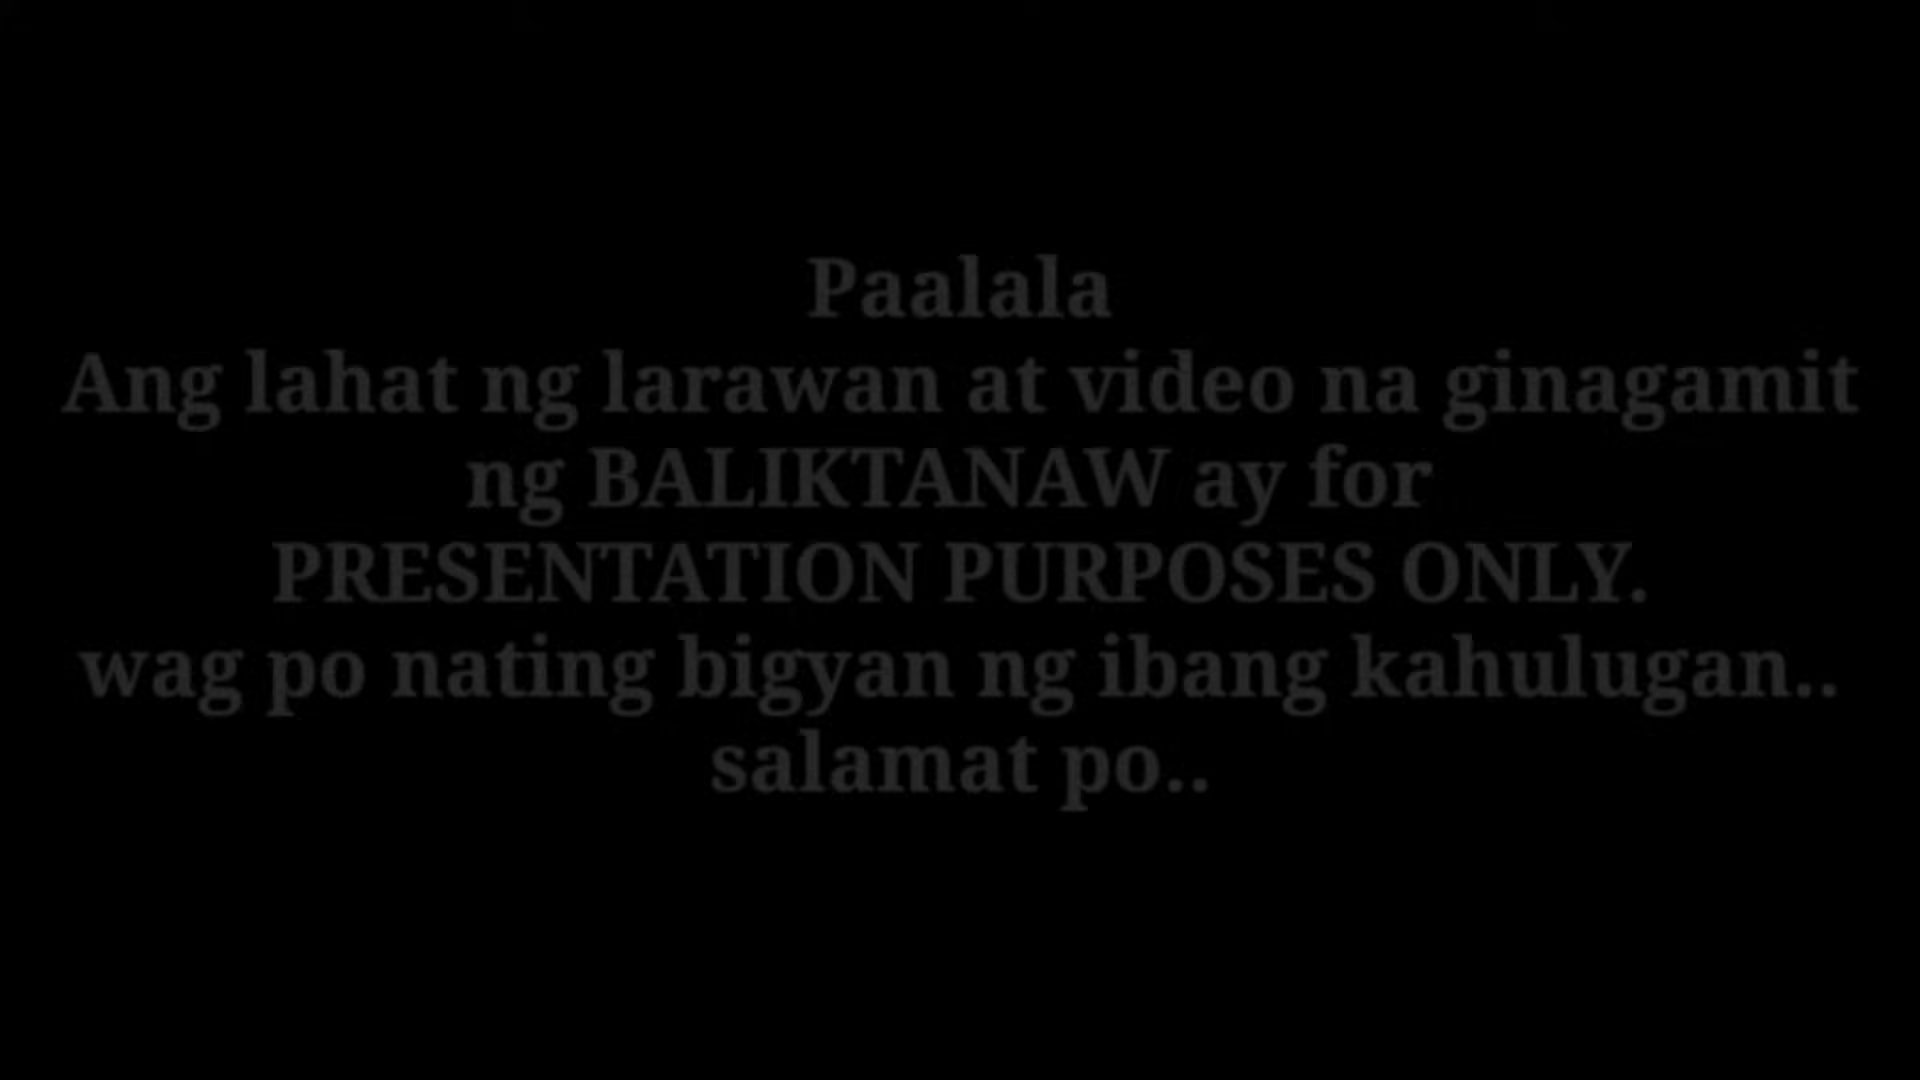 Paalala
Ang lahat ng larawan at video na ginagamit
ng BALIKTANAW ay for
PRESENTATION PURPOSES ONLY.
wag po nating bigyan ng ibang kahulugan..
salamat po..